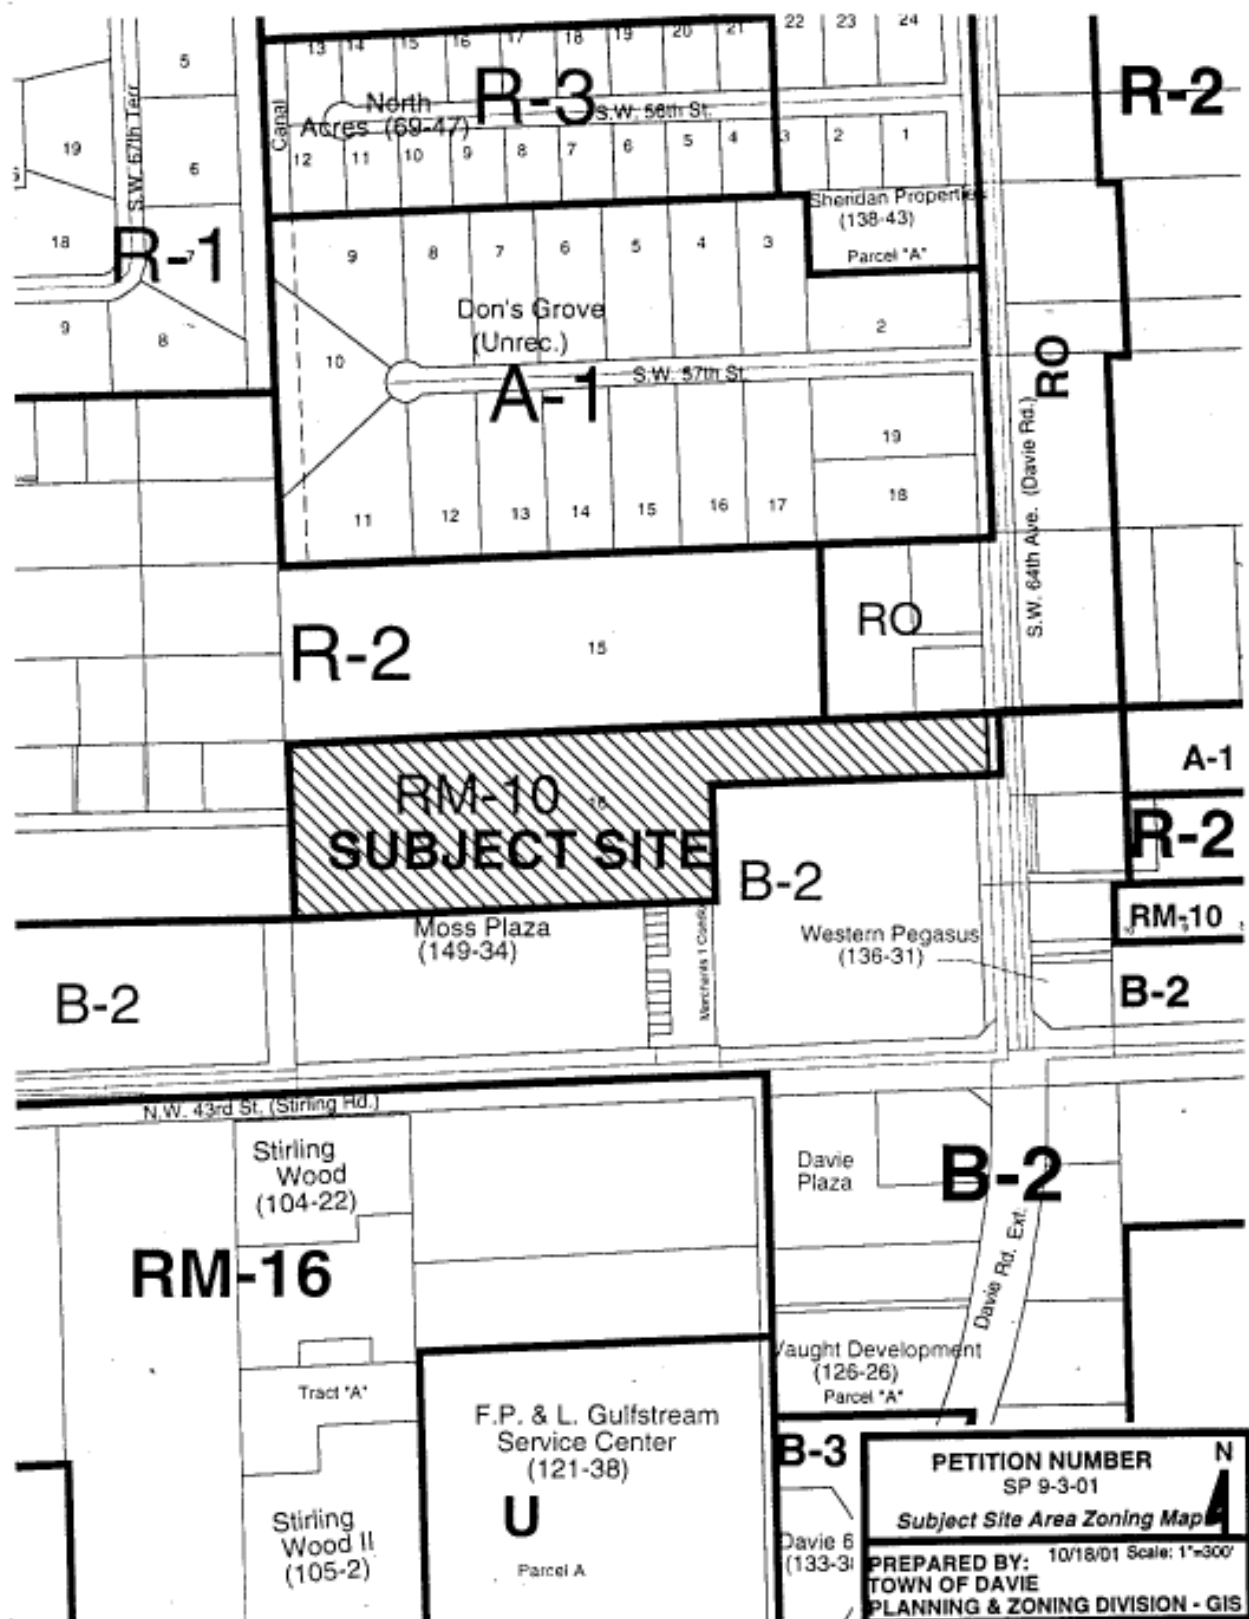 13 14 15 16 17 18 19 20 21 22 23 24
5
R-3
R-2
North
Acres (69-47)
S.W. 56th St.
Canal
S.W. 67th Terr
19
6
12 11 10 9 8 7 6 5 4 3 2 1
Sheridan
(138-43)
Parcel "A"
18
R-1
7
9 8 7 6 5 4 3
Don's Grove
(Unrec.)
9
8
10
2
S.W. 57th St.
A-1
RO
S.W. 64th Ave. (Davie Rd.)
19
18
11 12 13 14 15 16 17
RO
R-2
15
A-1
RM-10
16
SUBJECT SITE
R-2
B-2
RM-10
Moss Plaza
(149-34)
Merchants 1
Western Pegasus
(136-31)
B-2
B-2
N.W. 43rd St. (Stirling Rd.)
Stirling
Wood
(104-22)
Davie
Plaza
B-2
Davie Rd. Ext.
RM-16
Vaught Development
(126-26)
Parcel "A"
Tract "A"
F.P. & L. Gulfstream
Service Center
(121-38)
U
Parcel A
B-3
Stirling
Wood II
(105-2)
Davie 6
(133-3
PETITION NUMBER
SP 9-3-01
Subject Site Area Zoning Map
N
PREPARED BY: 10/18/01 Scale: 1"=300'
TOWN OF DAVIE
PLANNING & ZONING DIVISION - GIS